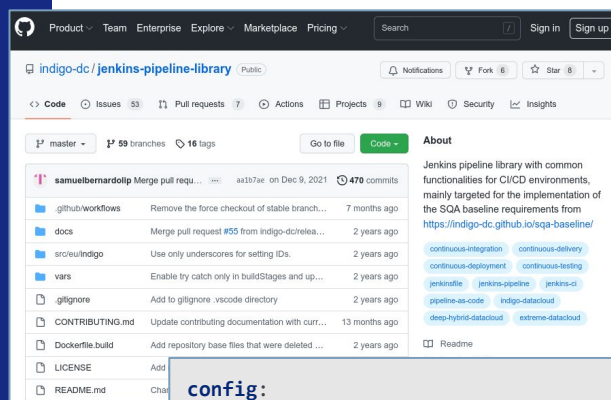 Product Team Enterprise Explore Marketplace Pricing Search / Sign in Sign up
indigo-dc / jenkins-pipeline-library Public Notifications Fork 6 Star 8
<> Code Issues 53 Pull requests 7 Actions Projects 9 Wiki Security Insights
master 59 branches 16 tags Go to file Code
samuelbernardolip Merge pull requ... ... aa1b7ae on Dec 9, 2021 470 commits
.github/workflows Remove the force checkout of stable branch... 7 months ago
docs Merge pull request #55 from indigo-dc/relea... 2 years ago
src/eu/indigo Use only underscores for setting IDs. 2 years ago
vars Enable try catch only in buildStages and up... 2 years ago
.gitignore Add to gitignore .vscode directory 2 years ago
CONTRIBUTING.md Update contributing documentation with curr... 13 months ago
Dockerfile.build Add repository base files that were deleted ... 2 years ago
LICENSE Add
README.md
About
Jenkins pipeline library with common
functionalities for CI/CD environments,
mainly targeted for the implementation of
the SQA baseline requirements from
https://indigo-dc.github.io/sqa-baseline/
continuous-integration continuous-delivery
continuous-deployment continuous-testing
jenkinsfile jenkins-pipeline jenkins-ci
pipeline-as-code indigo-datacloud
deep-hybrid-datacloud extreme-datacloud
Readme
config: